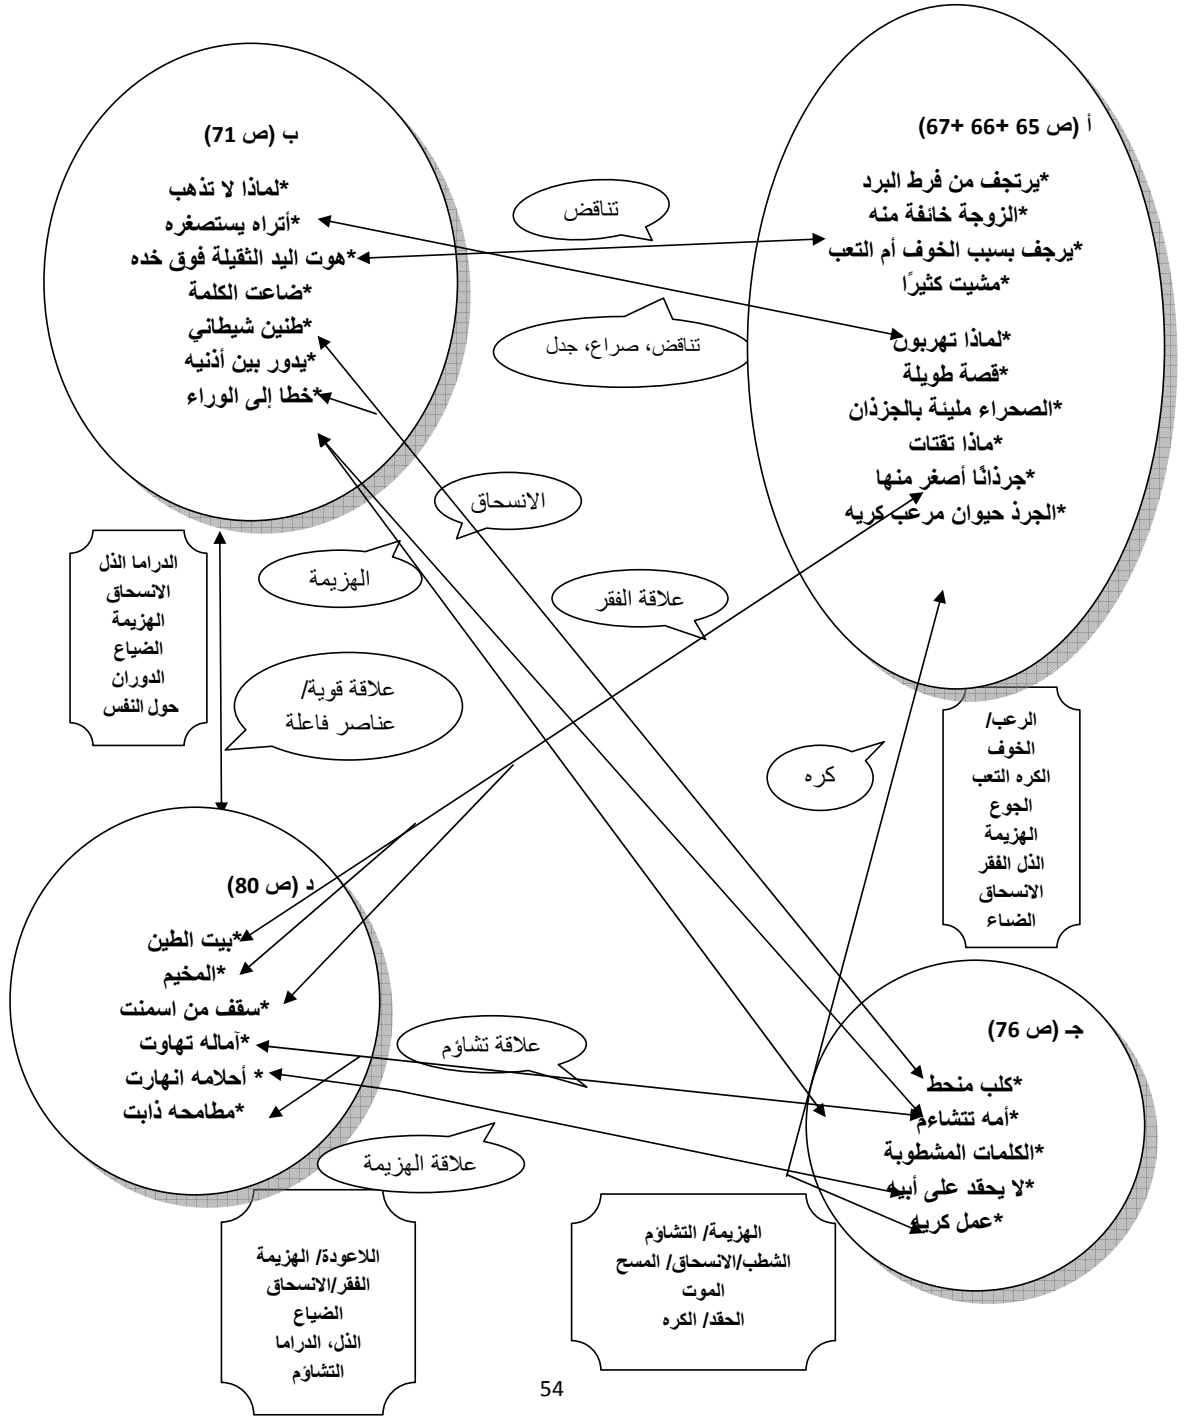 أ (ص 65 +66 +67)
*يرتجف من فرط البرد
*الزوجة خائفة منه
*يرجف بسبب الخوف أم التعب
*مشيت كثيرًا
*لماذا تهربون
*قصة طويلة
*الصحراء مليئة بالجزذان
*ماذا تقتات
*جرذانًا أصغر منها
*الجرذ حيوان مرعب كريه
ب (ص 71)
*لماذا لا تذهب
*أتراه يستصغره
*هوت اليد الثقيلة فوق خده
*ضاعت الكلمة
*طنين شيطاني
*يدور بين أذنيه
*خطا إلى الوراء
تناقض
تناقض، صراع، جدل
الانسحاق
الهزيمة
علاقة الفقر
علاقة قوية/
عناصر فاعلة
كره
الدراما الذل
الانسحاق
الهزيمة
الضياع
الدوران
حول النفس
الرعب/
الخوف
الكره التعب
الجوع
الهزيمة
الذل الفقر
الانسحاق
الضياع
جـ (ص 76)
*كلب منحط
*أمه تتشاءم
*الكلمات المشطوبة
*لا يحقد على أبيه
*عمل كريه
د (ص 80)
*بيت الطين
*المخيم
*سقف من اسمنت
*آماله تهاوت
* أحلامه انهارت
*مطامحه ذابت
علاقة تشاؤم
علاقة الهزيمة
الهزيمة/ التشاؤم
الشطب/الانسحاق/ المسح
الموت
الحقد/ الكره
اللاعودة/ الهزيمة
الفقر/الانسحاق
الضياع
الذل، الدراما
التشاؤم
54